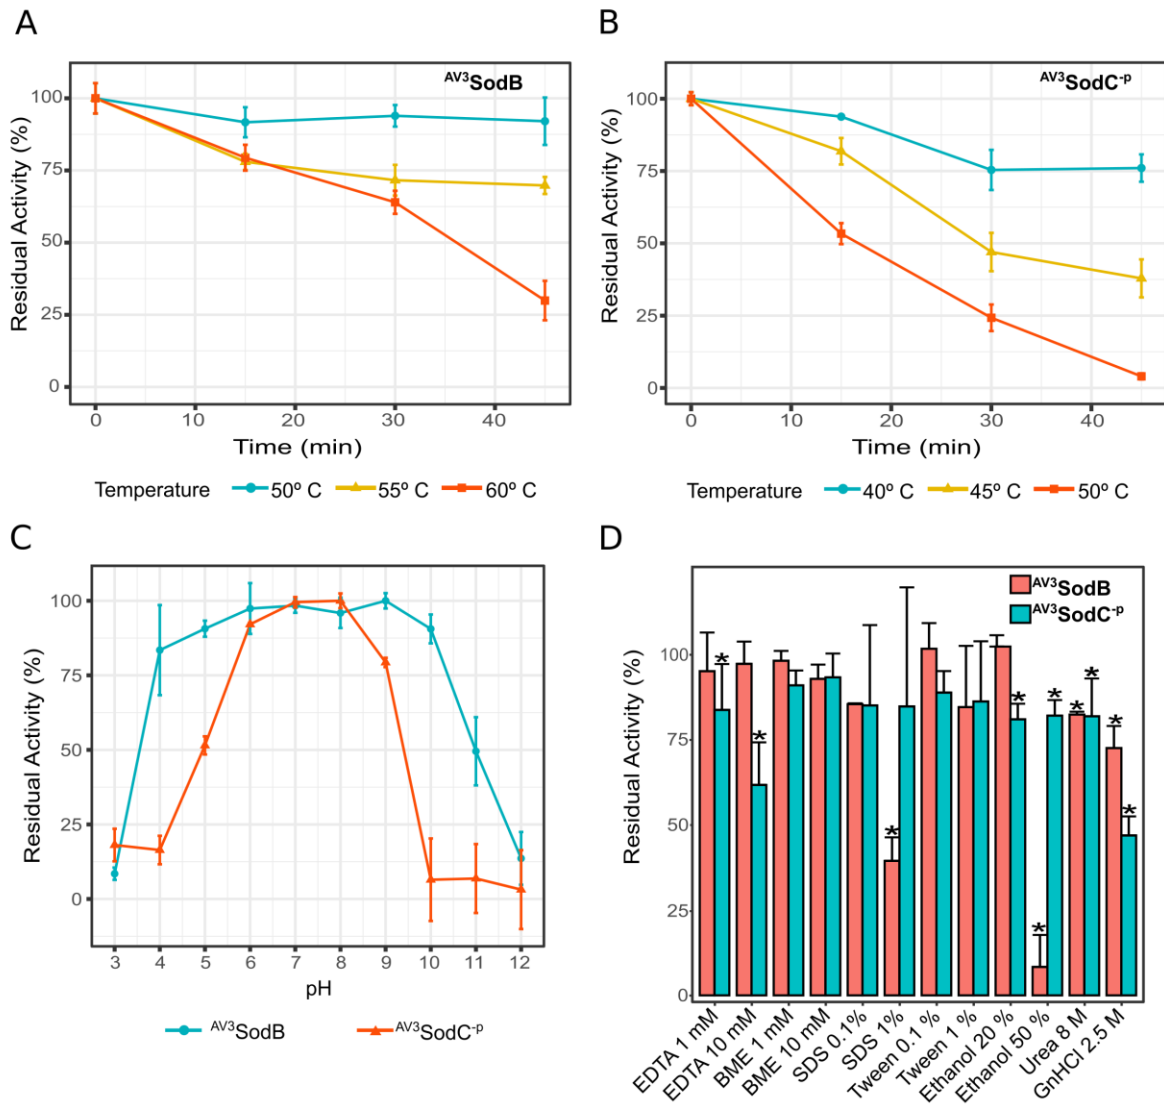 A
AV3SodB
100
75
50
25
0
Residual Activity (%)
0 10 20 30 40
Time (min)
Temperature 50º C 55º C 60º C
B
AV3SodC-p
100
75
50
25
0
Residual Activity (%)
0 10 20 30 40
Time (min)
Temperature 40º C 45º C 50º C
C
100
75
50
25
0
Residual Activity (%)
3 4 5 6 7 8 9 10 11 12
pH
AV3SodB AV3SodC-p
D
AV3SodB
AV3SodC-p
100
75
50
25
0
Residual Activity (%)
* * * * * * * * * * *
EDTA 1 mM
EDTA 10 mM
BME 1 mM
BME 10 mM
SDS 0.1%
SDS 1%
Tween 0.1 %
Tween 1 %
Ethanol 20 %
Ethanol 50 %
Urea 8 M
GnHCl 2.5 M